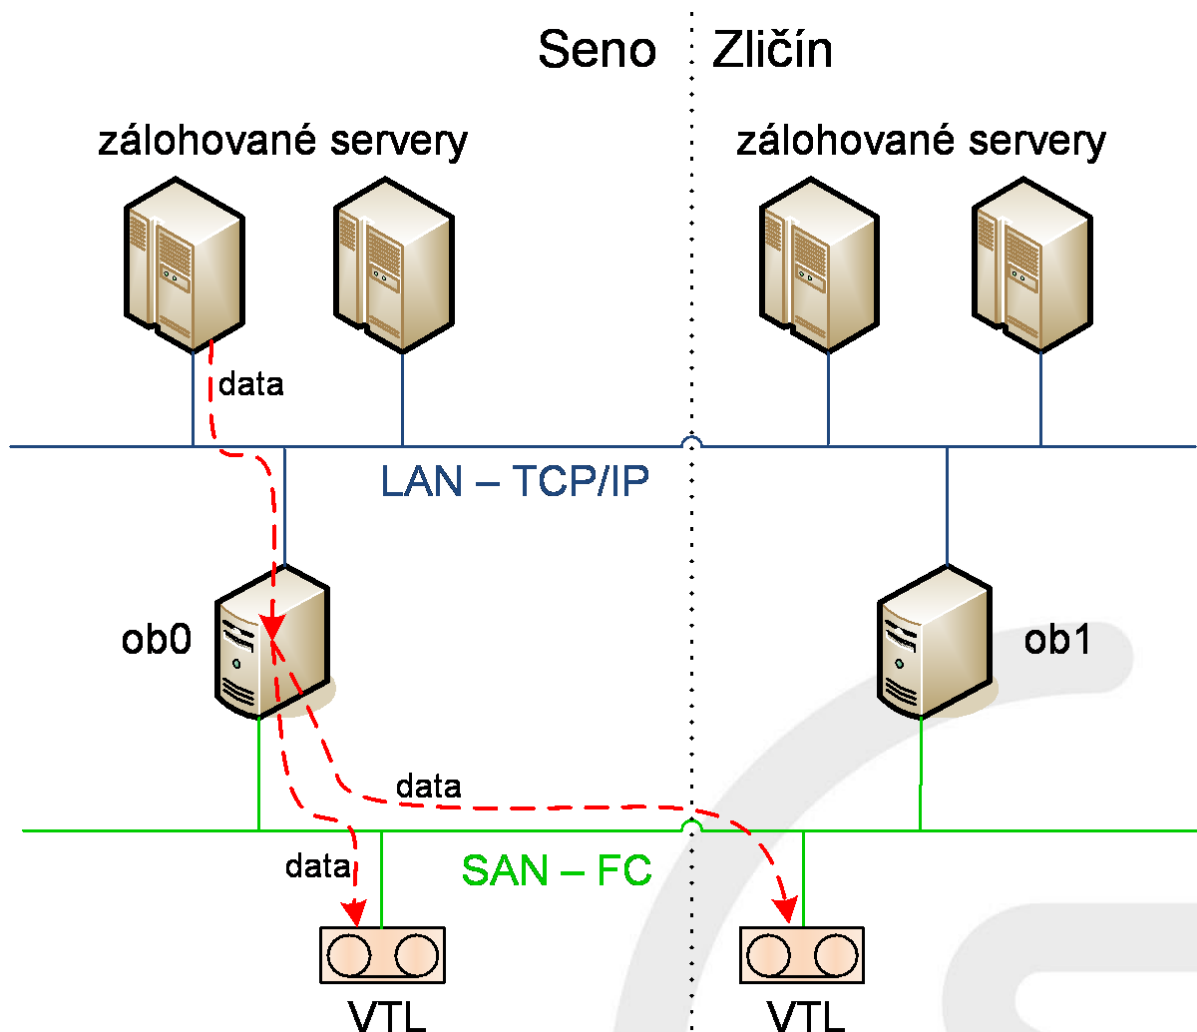 Seno
Zličín
zálohované servery
zálohované servery
data
LAN – TCP/IP
ob0
ob1
data
data
SAN – FC
VTL
VTL